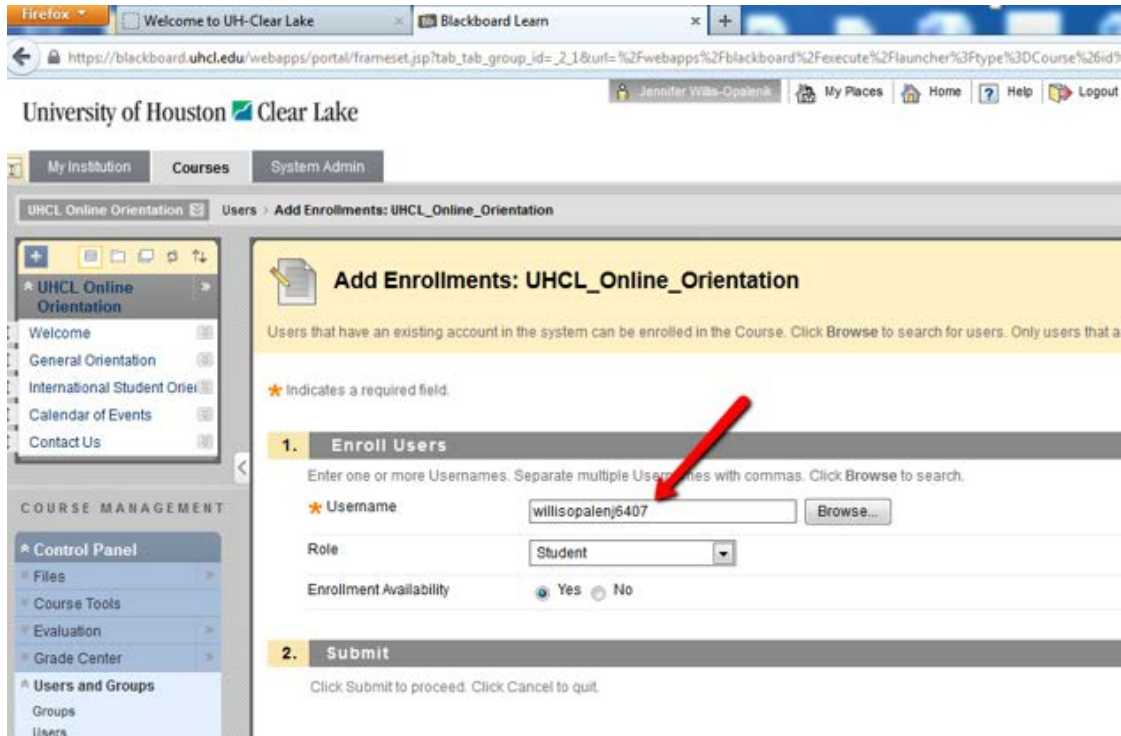 Firefox
Welcome to UH-Clear Lake
Blackboard Learn
https://blackboard.uhcl.edu/webapps/portal/frameset.jsp?tab_tab_group_id=_2_1&url=%2Fwebapps%2Fblackboard%2Fexecute%2Flauncher%3Ftype%3DCourse%26id%
Jennifer Willis-Opalenik My Places Home Help Logout
University of Houston Clear Lake
My Institution Courses System Admin
UHCL Online Orientation Users > Add Enrollments: UHCL_Online_Orientation
UHCL Online
Orientation
Welcome
General Orientation
International Student Orie
Calendar of Events
Contact Us
COURSE MANAGEMENT
Control Panel
Files
Course Tools
Evaluation
Grade Center
Users and Groups
Groups
Users
Add Enrollments: UHCL_Online_Orientation
Users that have an existing account in the system can be enrolled in the Course. Click Browse to search for users. Only users that a
* Indicates a required field.
1. Enroll Users
Enter one or more Usernames. Separate multiple Usernames with commas. Click Browse to search.
* Username willisopalenj6407 Browse...
Role Student
Enrollment Availability Yes No
2. Submit
Click Submit to proceed. Click Cancel to quit.